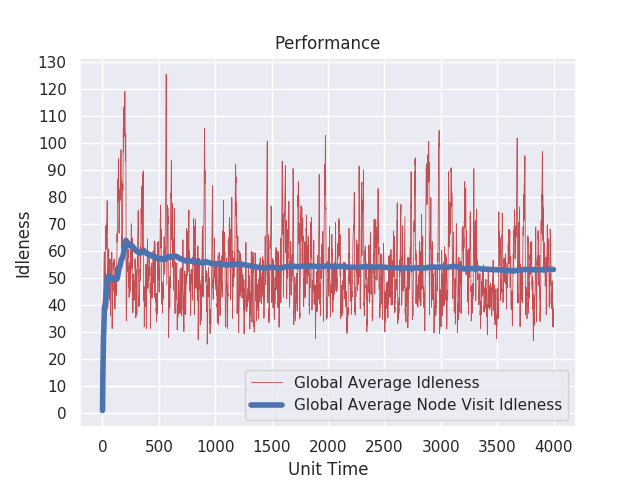 Performance
130
120
110
100
90
80
70
60
50
40
30
20
10
0
Idleness
Global Average Idleness
Global Average Node Visit Idleness
0 500 1000 1500 2000 2500 3000 3500 4000
Unit Time